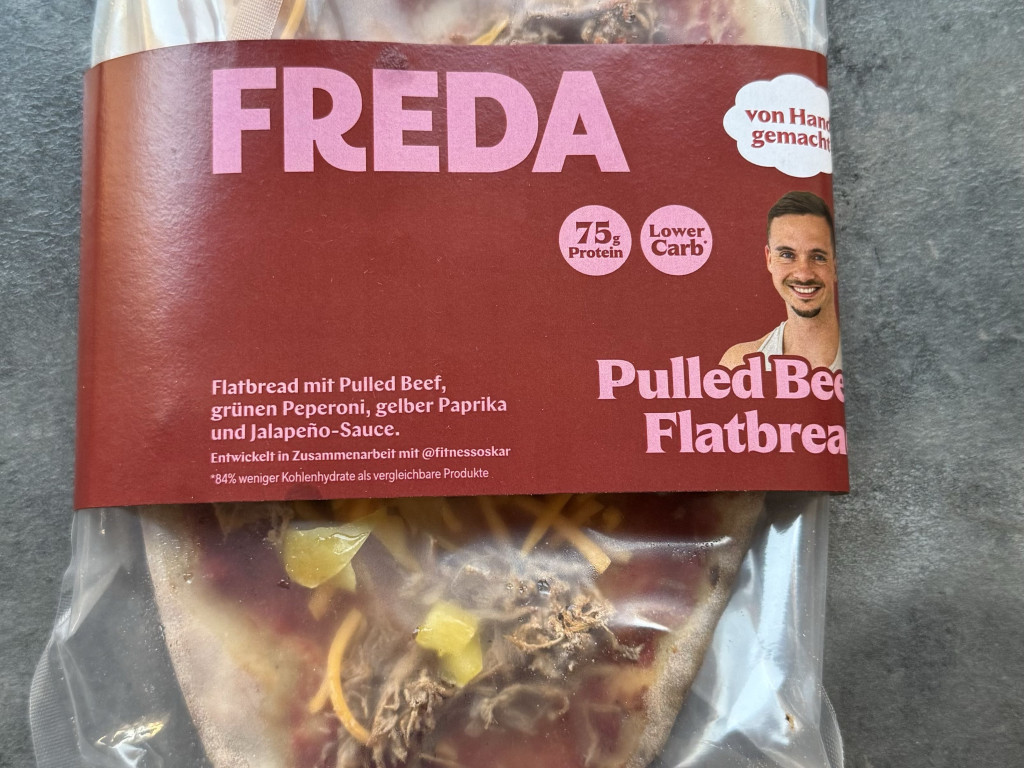 FREDA
von Hand
gemacht
75g
Protein
Lower
Carb*
Pulled Bee
Flatbrea
Flatbread mit Pulled Beef,
grünen Peperoni, gelber Paprika
und Jalapeño-Sauce.
Entwickelt in Zusammenarbeit mit @fitnessoskar
*84% weniger Kohlenhydrate als vergleichbare Produkte